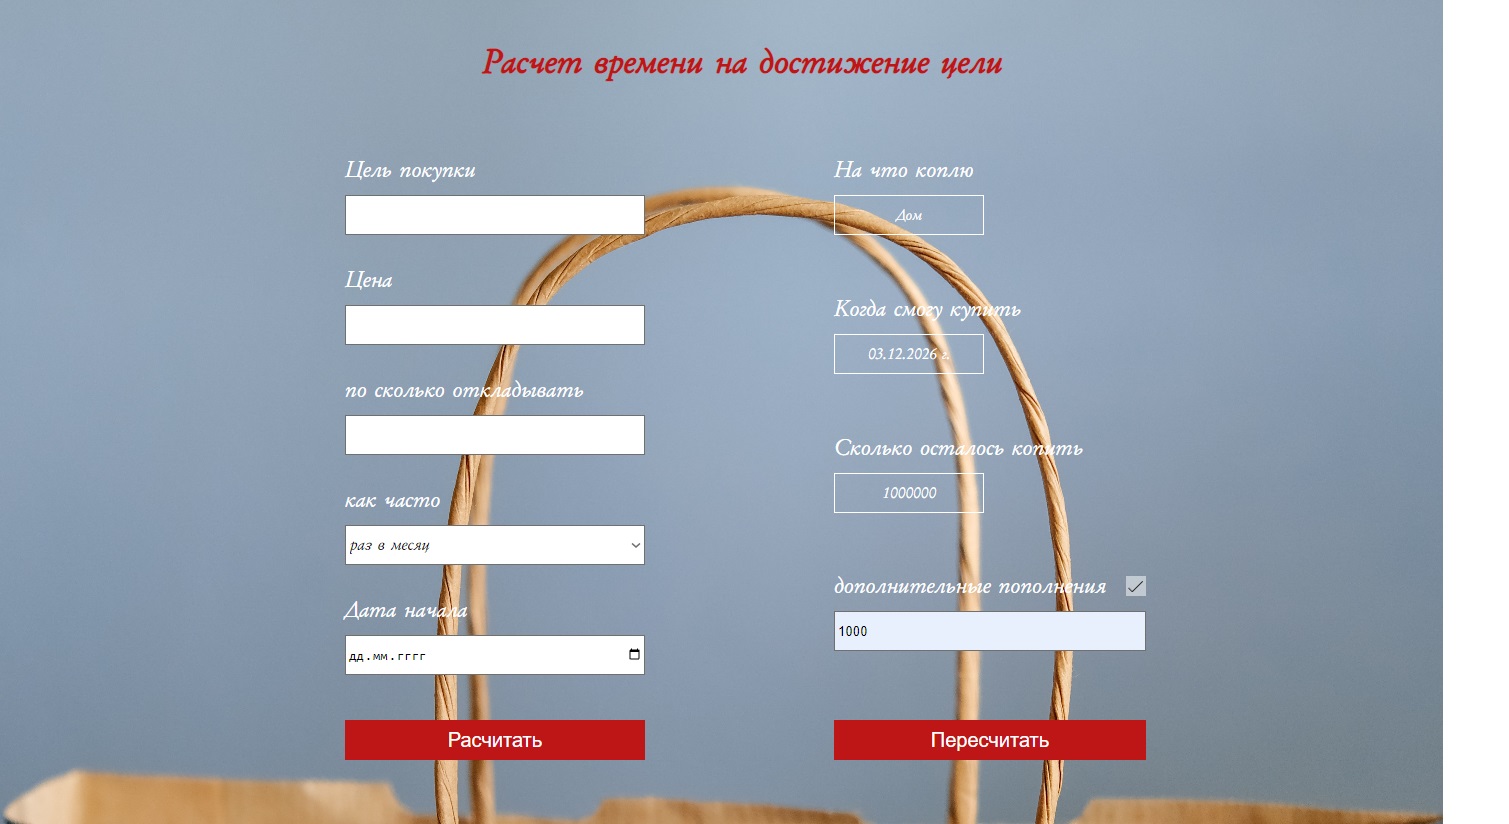 Расчет времени на достижение цели
Цель покупки
Цена
по сколько откладывать
как часто
раз в месяц
Дата начала
дд.мм.гггг
Расчитать
На что коплю
Дом
Когда смогу купить
03.12.2026 г.
Сколько осталось копить
1000000
дополнительные пополнения
1000
Пересчитать